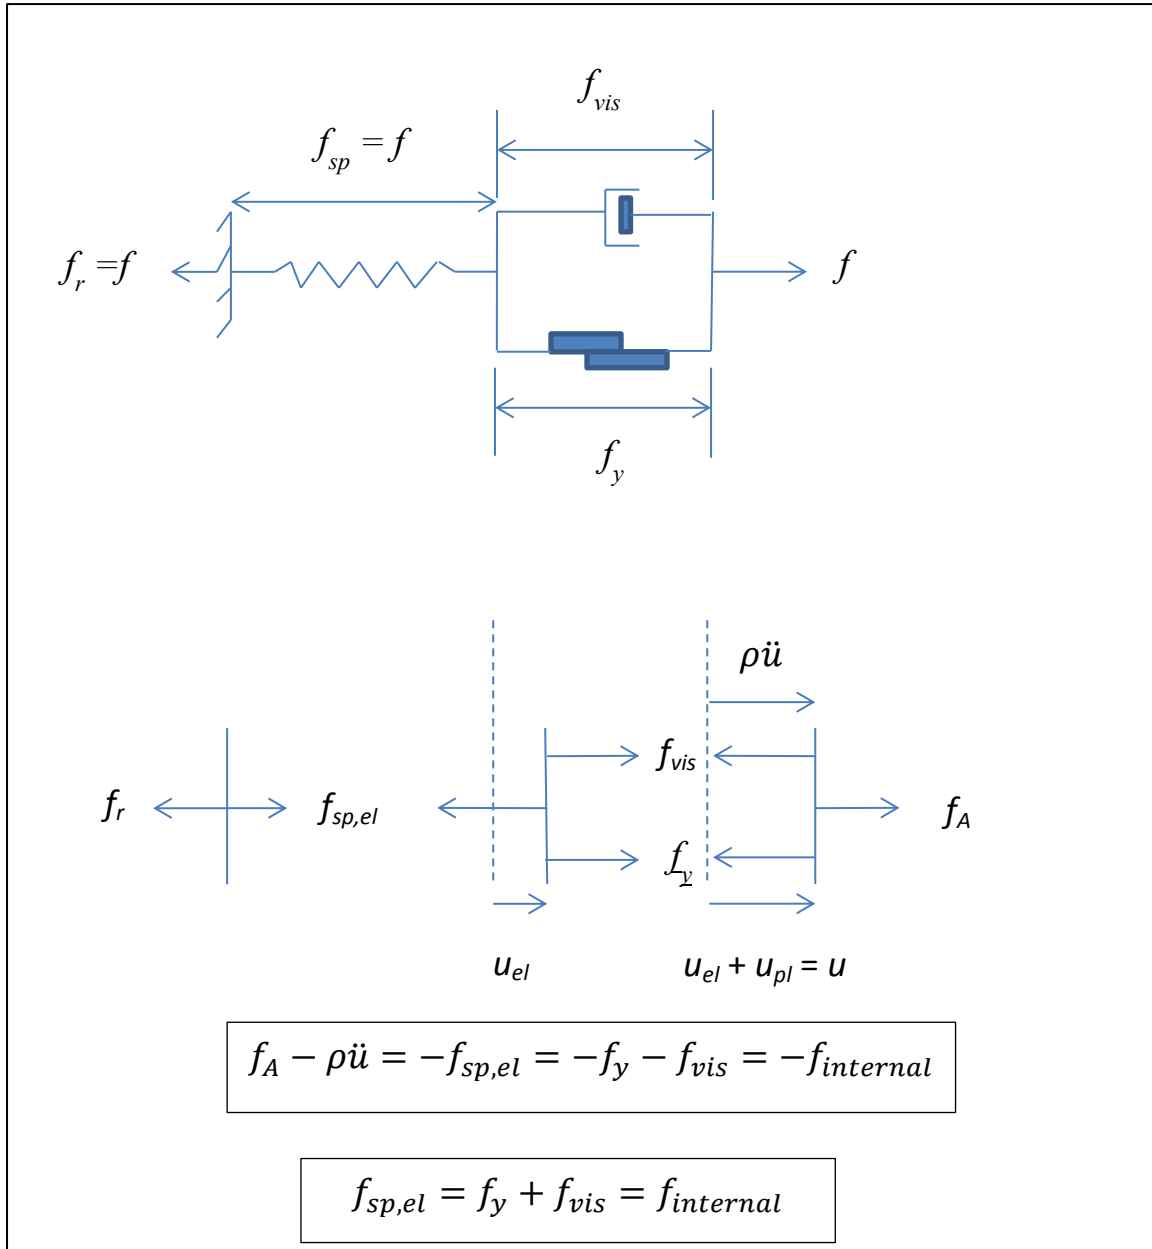 f_vis
f_sp = f
f_r =f
f
f_y
ρü
f_vis
f_r
f_sp,el
f_A
f_y
u_el
u_el + u_pl = u
f_A − ρü = −f_sp,el = −f_y − f_vis = −f_internal
f_sp,el = f_y + f_vis = f_internal